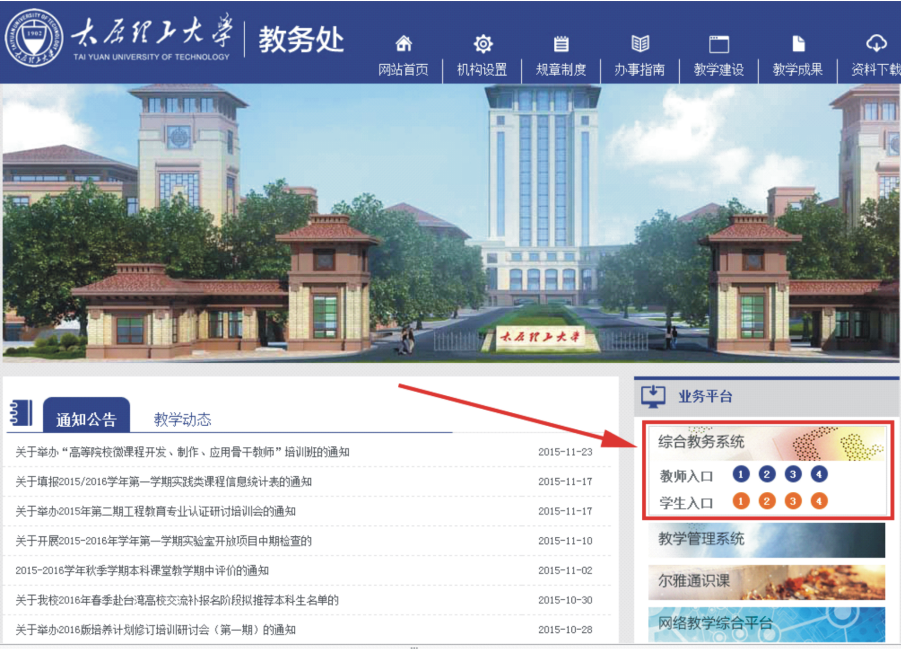 太原理工大学 教务处
TAI YUAN UNIVERSITY OF TECHNOLOGY
1902
网站首页 机构设置 规章制度 办事指南 教学建设 教学成果 资料下载
太原理工大学
通知公告 教学动态
关于举办“高等院校微课程开发、制作、应用骨干教师”培训班的通知 2015-11-23
关于填报2015/2016学年第一学期实践类课程信息统计表的通知 2015-11-17
关于举办2015年第二期工程教育专业认证研讨培训会的通知 2015-11-17
关于开展2015-2016年学年第一学期实验室开放项目中期检查的 2015-11-10
2015-2016学年秋季学期本科课堂教学期中评价的通知 2015-11-02
关于我校2016年春季赴台湾高校交流补报名阶段拟推荐本科生名单的 2015-10-30
关于举办2016版培养计划修订培训研讨会（第一期）的通知 2015-10-28
业务平台
综合教务系统
教师入口 1 2 3 4
学生入口 1 2 3 4
教学管理系统
尔雅通识课
网络教学综合平台